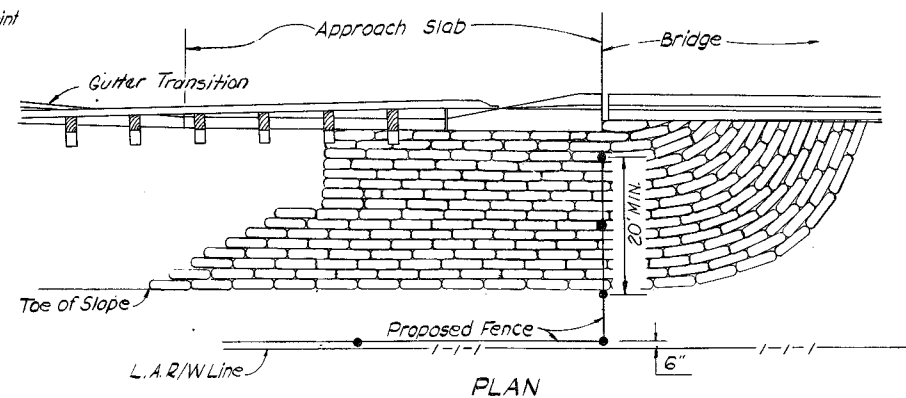 Approach Slab
Bridge
Gutter Transition
20' MIN.
Toe of Slope
Proposed Fence
L.A.R/W Line
6"
PLAN